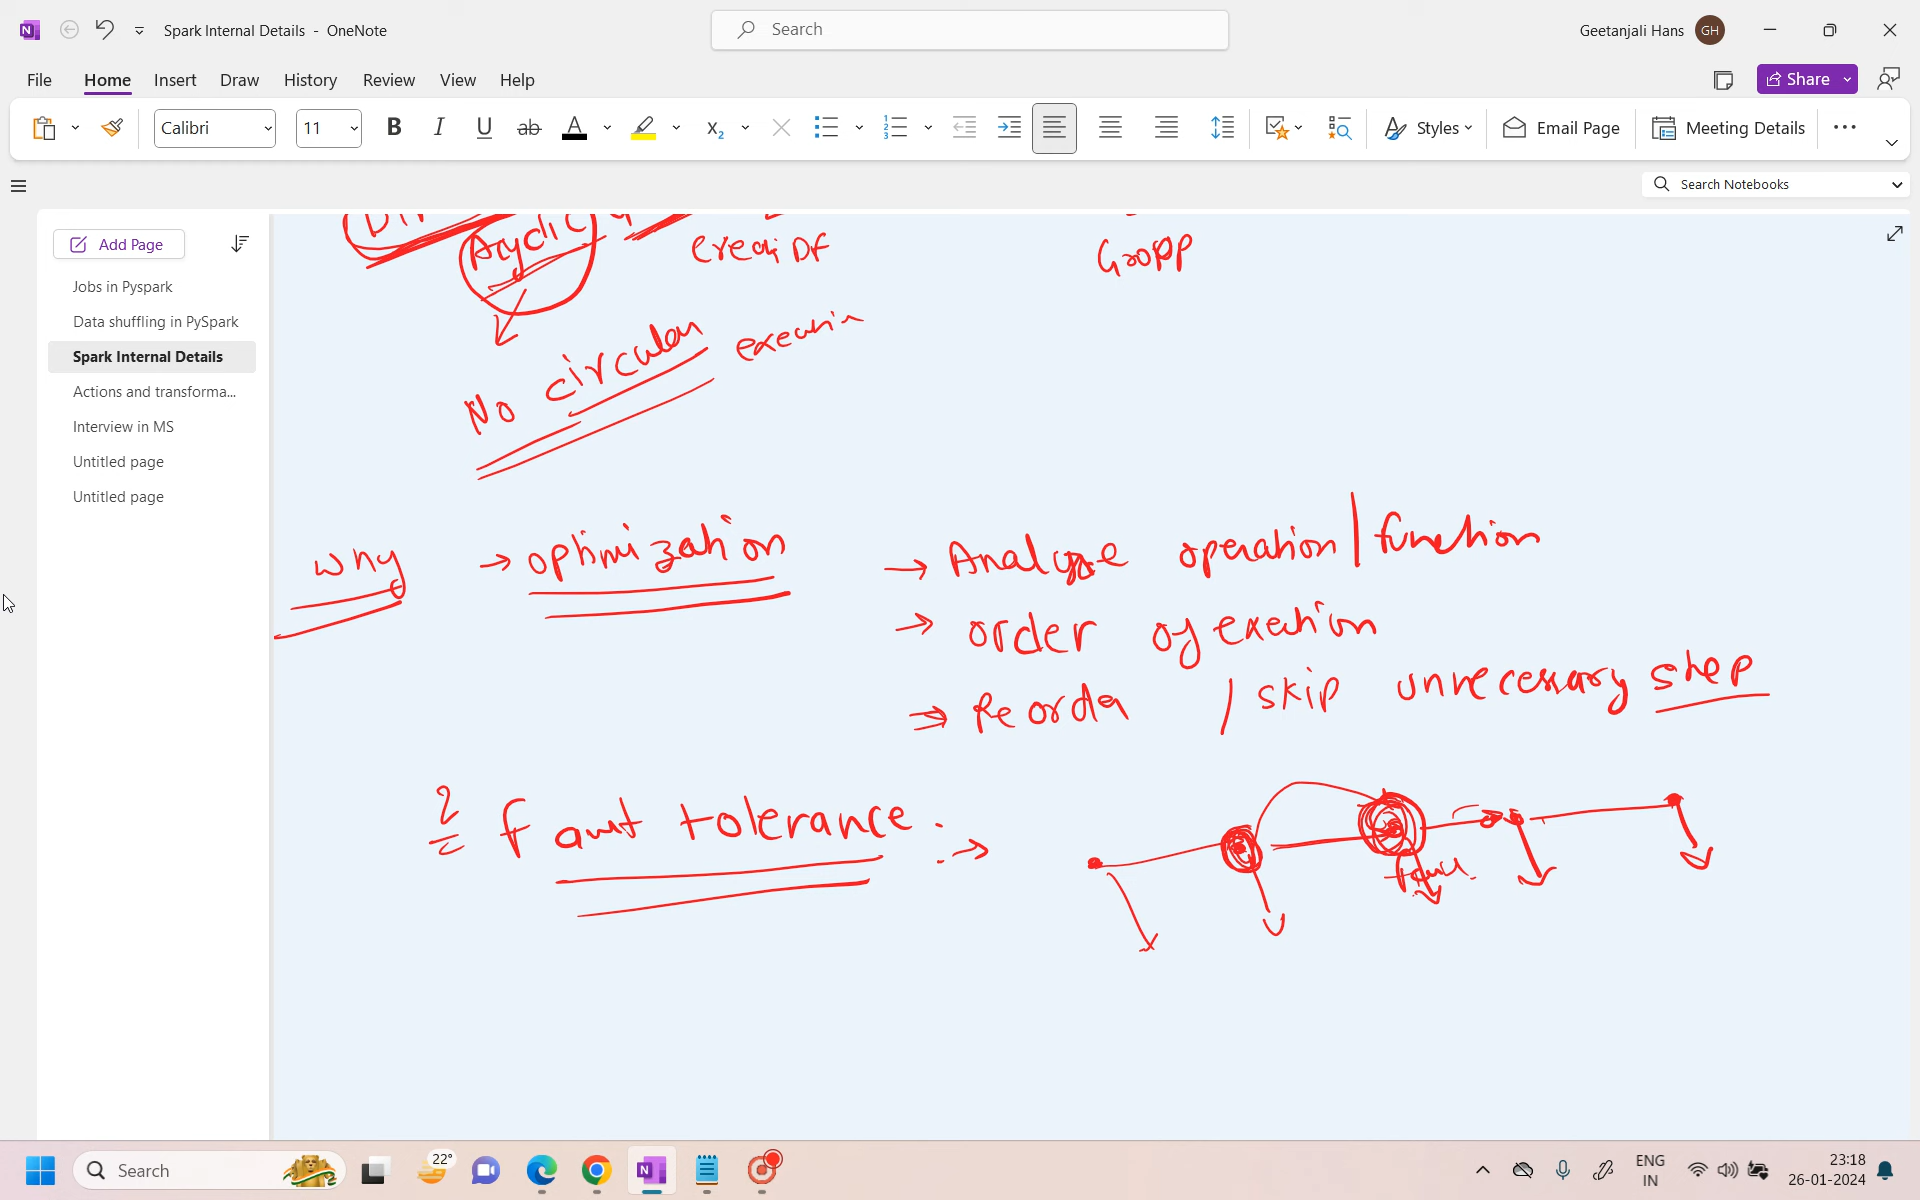 Spark Internal Details - OneNote
Search
Geetanjali Hans
GH
File Home Insert Draw History Review View Help
Share
Calibri
11
Styles
Email Page
Meeting Details
Search Notebooks
Add Page
Jobs in Pyspark
Data shuffling in PySpark
Spark Internal Details
Actions and transforma...
Interview in MS
Untitled page
Untitled page
Acyclic
DF
No circular
why → optimization → Analyze operation / function
→ order of execution
⇒ Reorder / skip unnecessary step
2 Fault tolerance : →
Search
22°
ENG
IN
23:18
26-01-2024